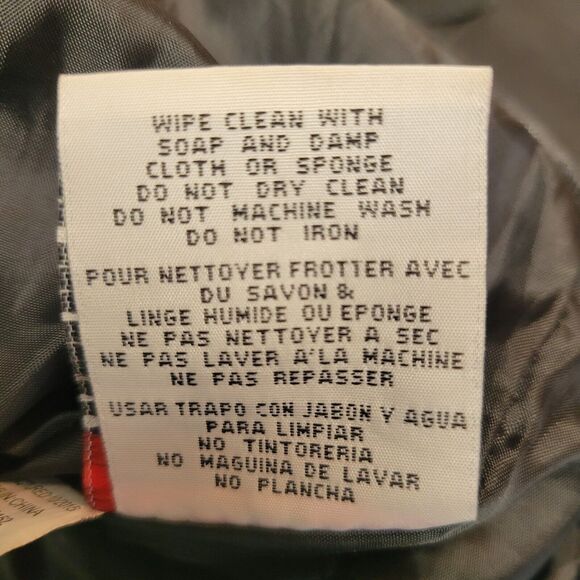 WIPE CLEAN WITH
SOAP AND DAMP
CLOTH OR SPONGE
DO NOT DRY CLEAN
DO NOT MACHINE WASH
DO NOT IRON
POUR NETTOYER FROTTER AVEC
DU SAVON &
LINGE HUMIDE OU EPONGE
NE PAS NETTOYER A SEC
NE PAS LAVER A'LA MACHINE
NE PAS REPASSER
USAR TRAPO CON JABON Y AGUA
PARA LIMPIAR
NO TINTORERIA
NO MAGUINA DE LAVAR
NO PLANCHA
IN CHINA